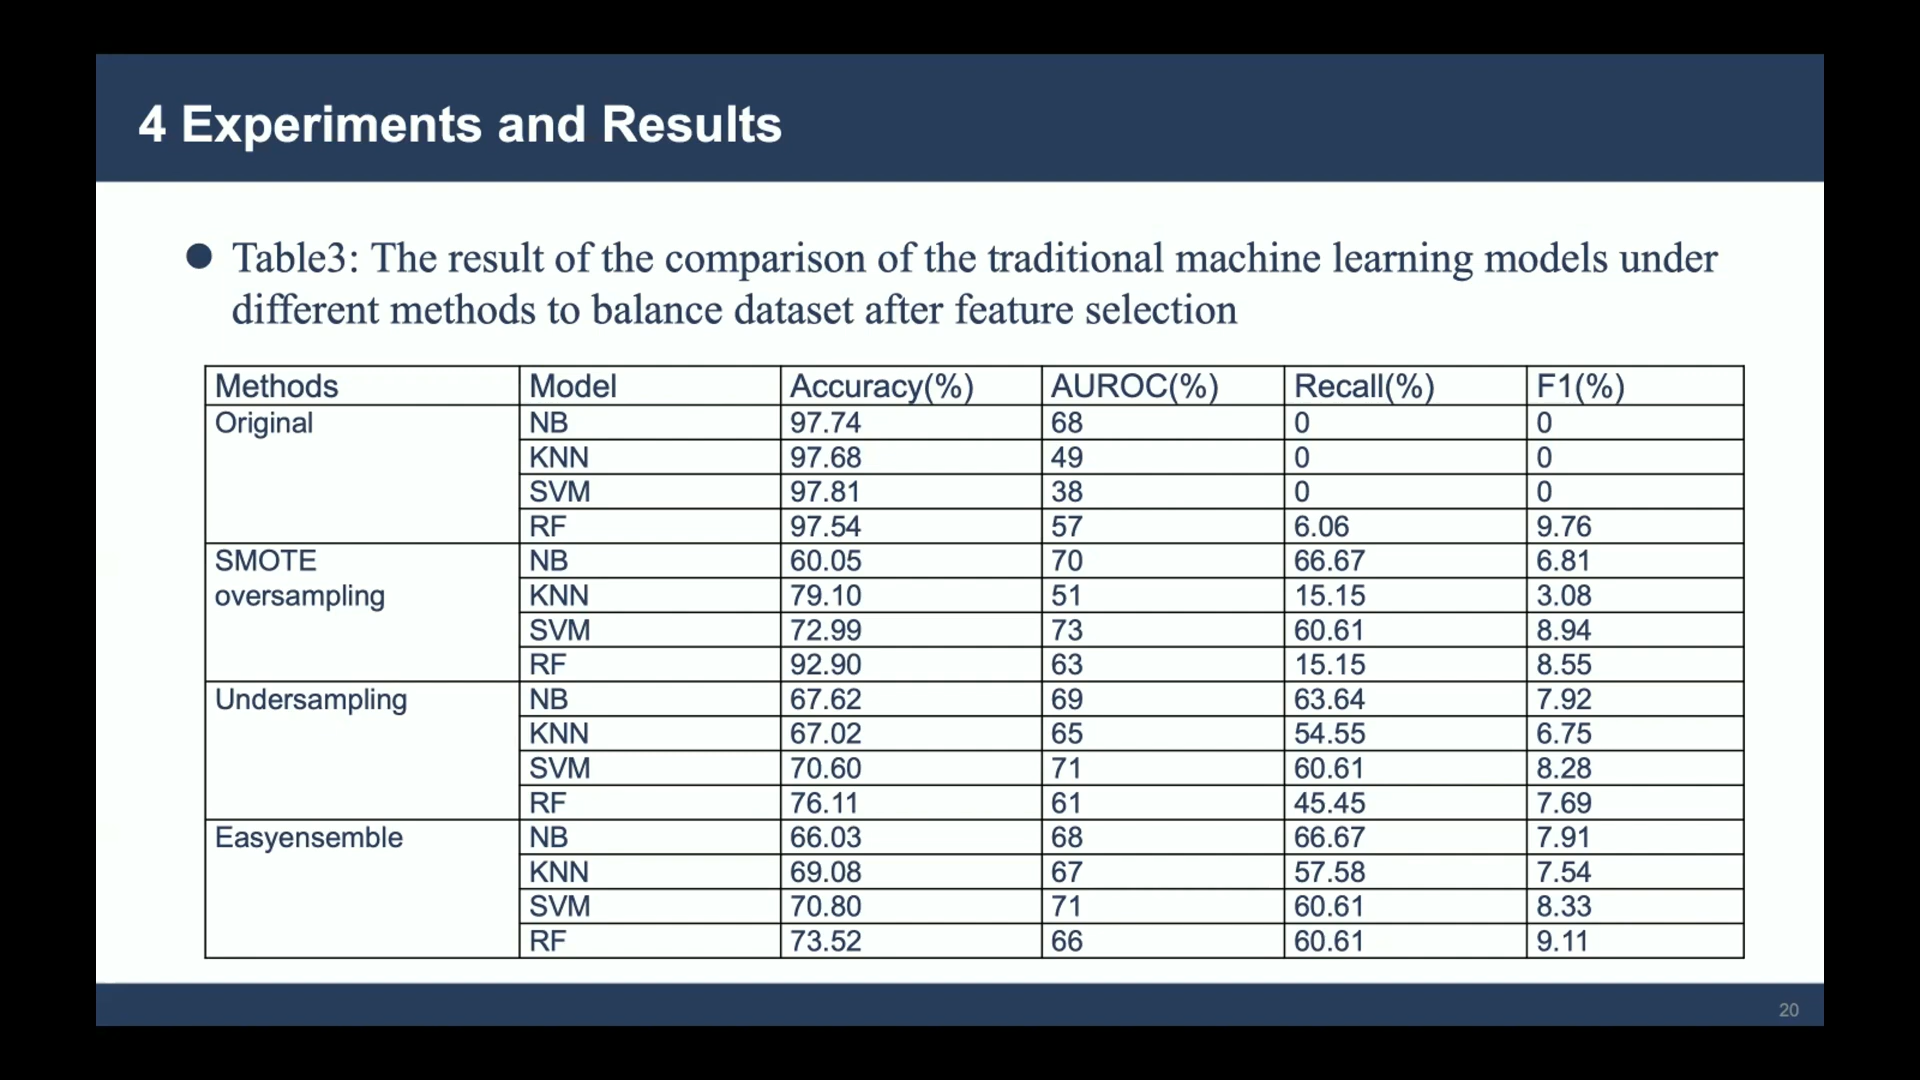 4 Experiments and Results
● Table3: The result of the comparison of the traditional machine learning models under
different methods to balance dataset after feature selection
Methods Model Accuracy(%) AUROC(%) Recall(%) F1(%)
Original NB 97.74 68 0 0
KNN 97.68 49 0 0
SVM 97.81 38 0 0
RF 97.54 57 6.06 9.76
SMOTE NB 60.05 70 66.67 6.81
oversampling KNN 79.10 51 15.15 3.08
SVM 72.99 73 60.61 8.94
RF 92.90 63 15.15 8.55
Undersampling NB 67.62 69 63.64 7.92
KNN 67.02 65 54.55 6.75
SVM 70.60 71 60.61 8.28
RF 76.11 61 45.45 7.69
Easyensemble NB 66.03 68 66.67 7.91
KNN 69.08 67 57.58 7.54
SVM 70.80 71 60.61 8.33
RF 73.52 66 60.61 9.11
20